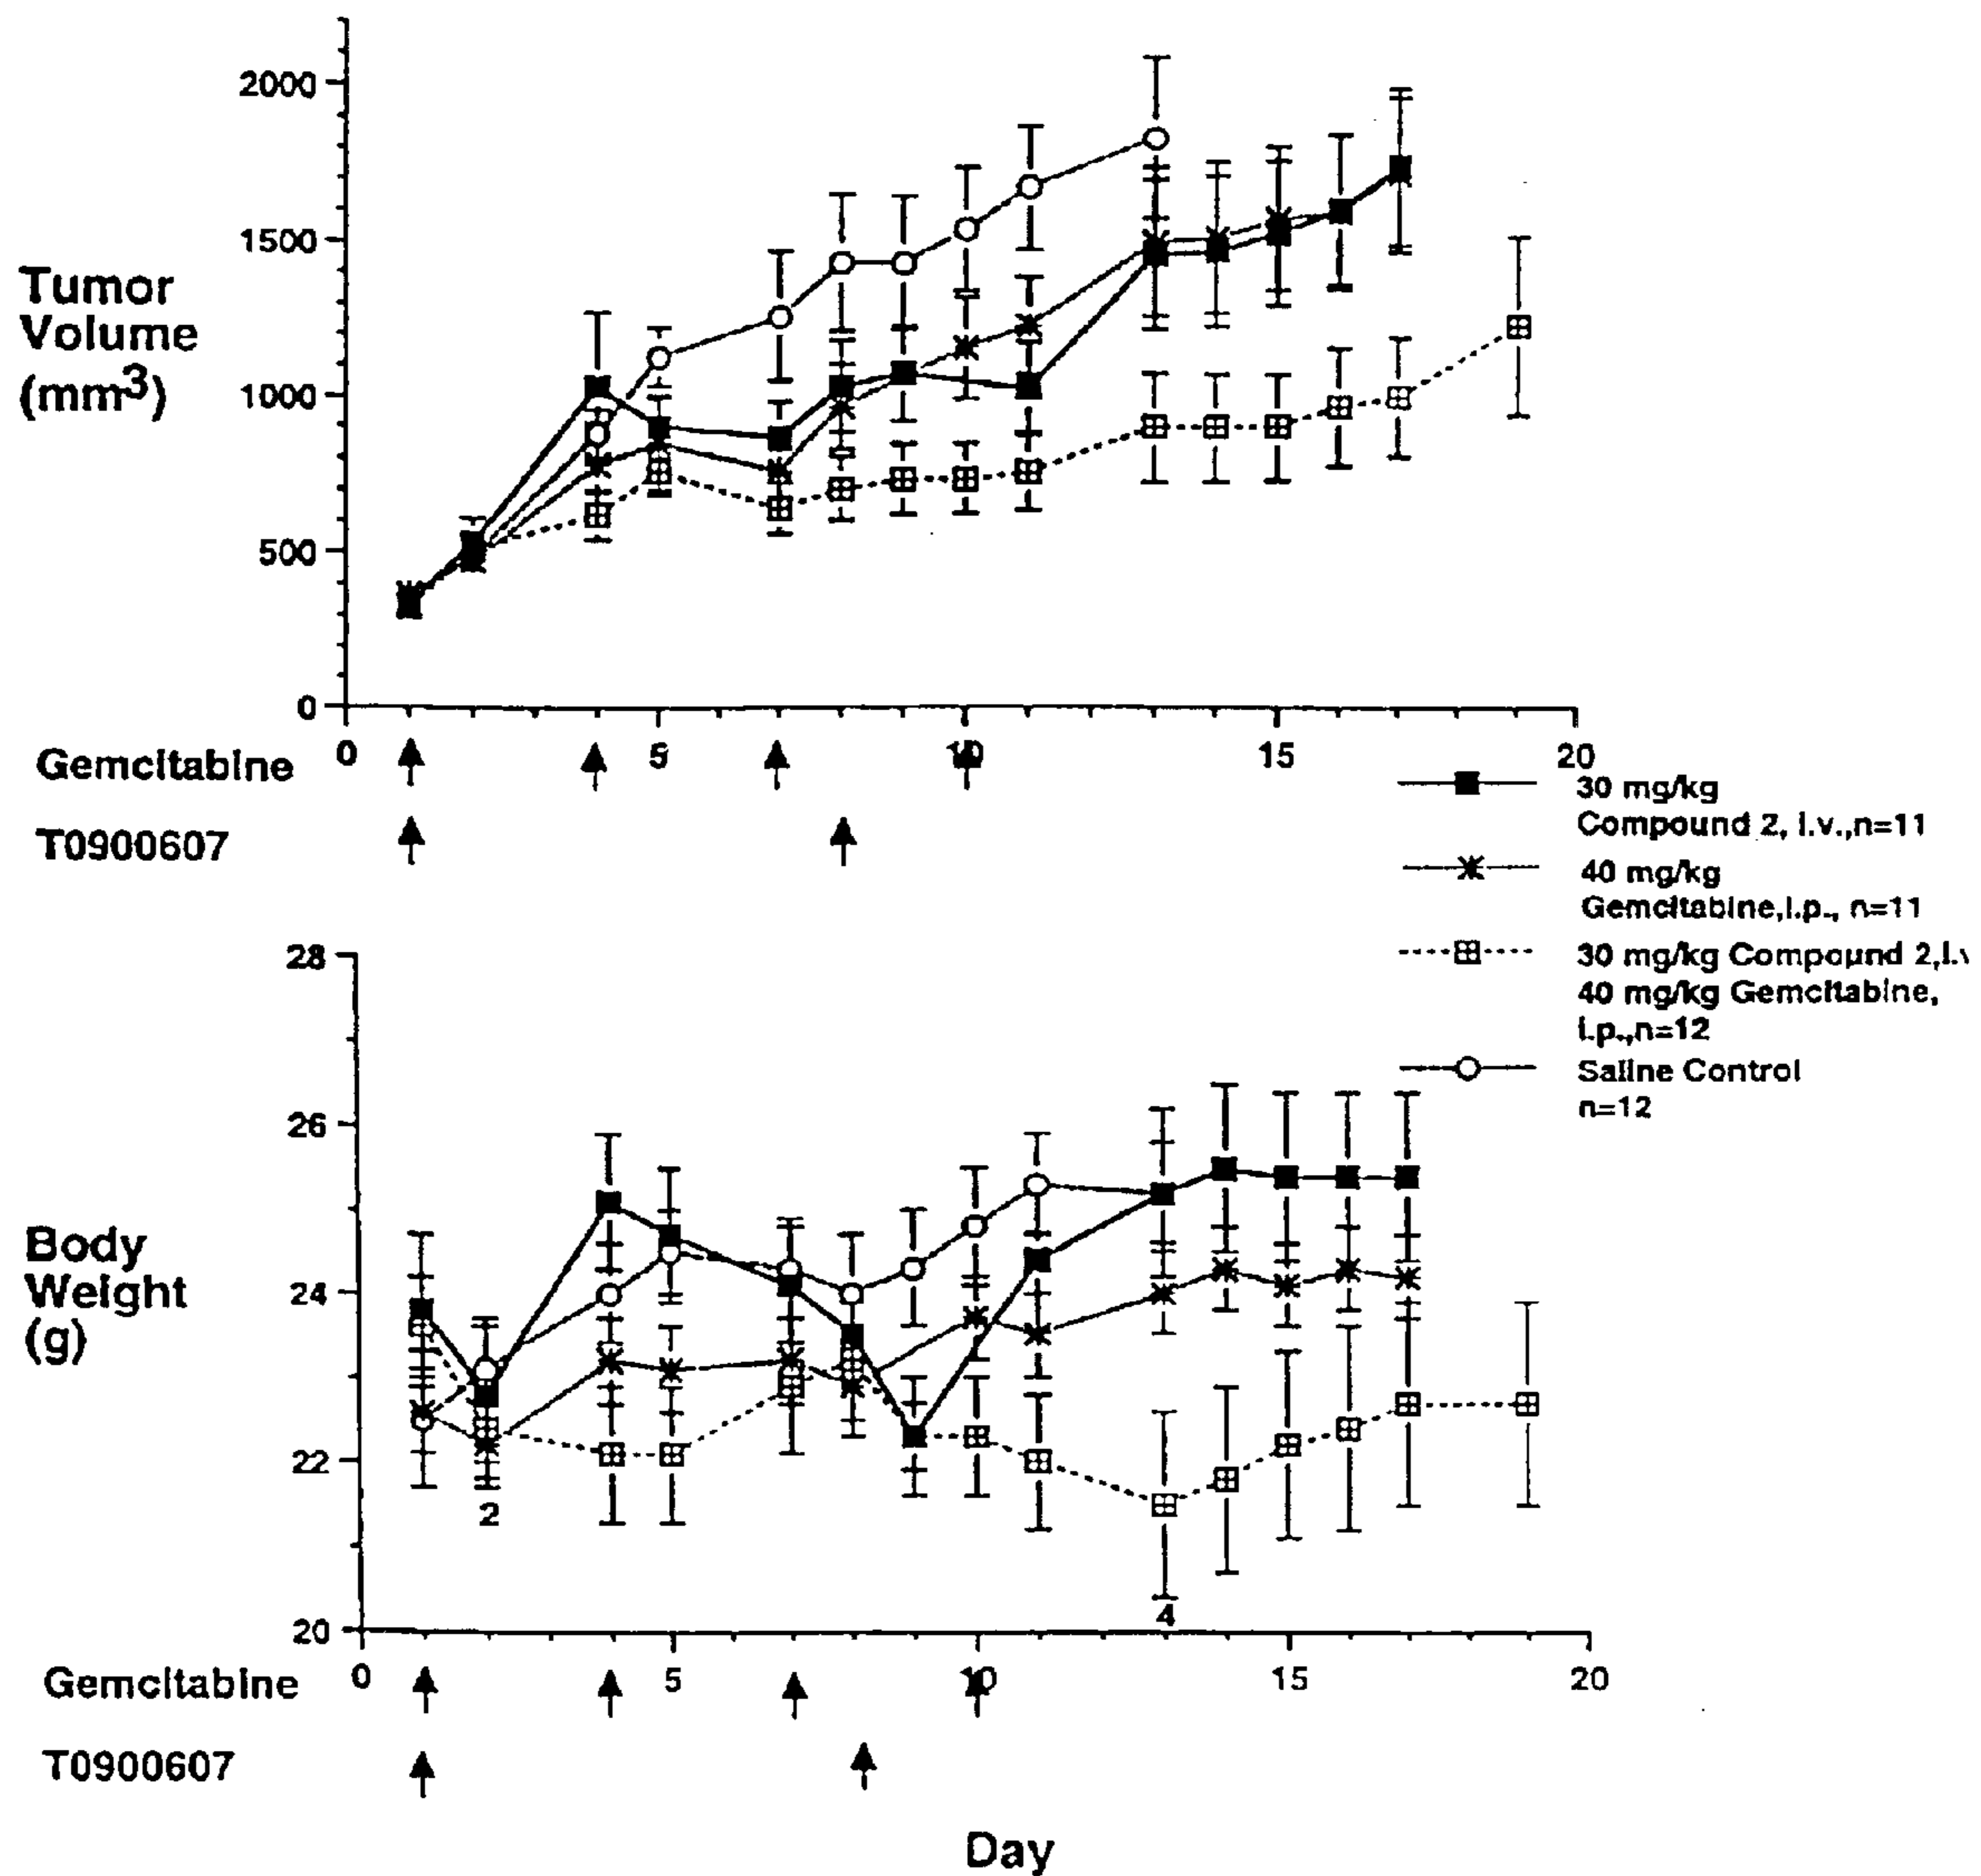 2000
1500
Tumor
Volume
(mm³)
1000
500
0
0 5 10 15 20
Gemcitabine
T0900607
30 mg/kg
Compound 2, i.v.,n=11
40 mg/kg
Gemcitabine,i.p., n=11
30 mg/kg Compound 2,i.v
40 mg/kg Gemcitabine,
i.p.,n=12
Saline Control
n=12
28
26
Body
Weight
(g)
24
22
2
20
4
0 5 10 15 20
Gemcitabine
T0900607
Day